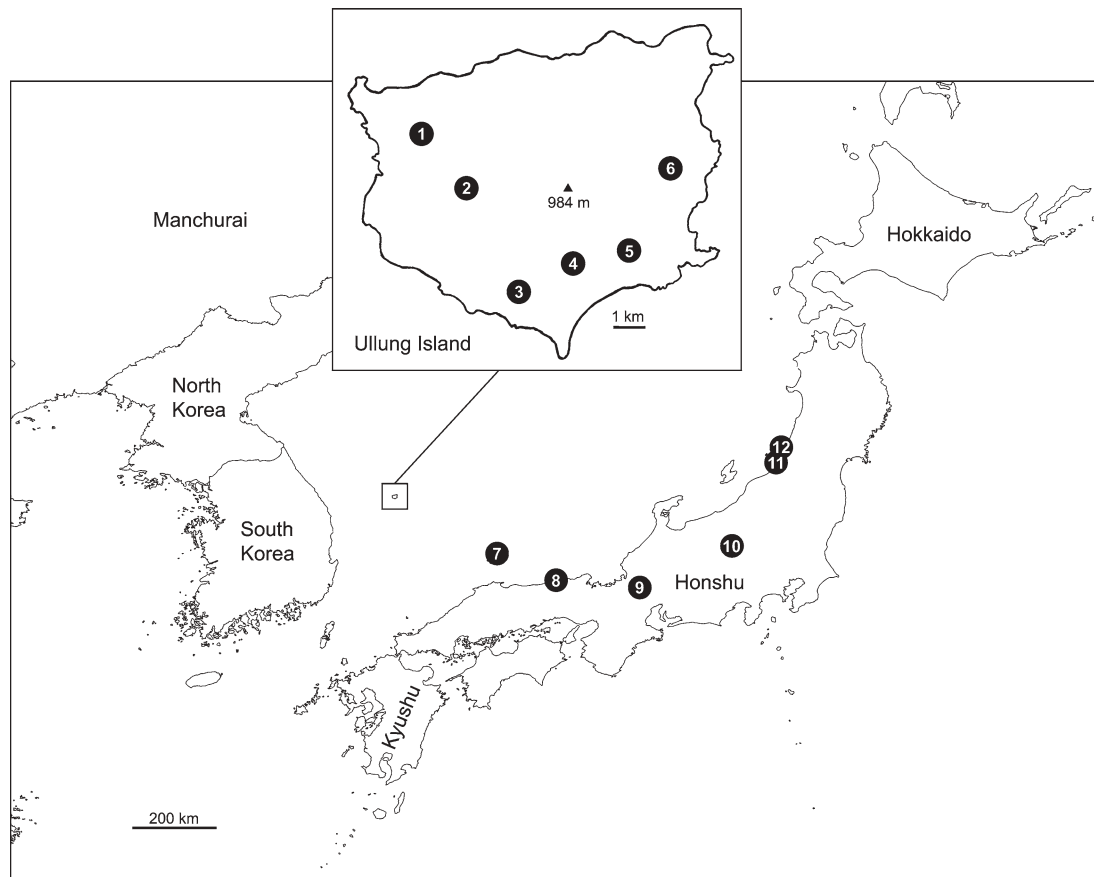 1
6
2
984 m
5
4
3
1 km
Ullung Island
Manchurai
Hokkaido
North
Korea
12
11
South
Korea
7
10
8
9
Honshu
Kyushu
200 km